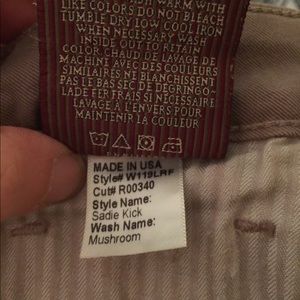 WARM WITH
LIKE COLORS DO NOT BLEACH
TUMBLE DRY LOW COOL IRON
WHEN NECESSARY WASH
INSIDE OUT TO RETAIN
COLOR. CHAUD DE LAVAGE DE
MACHINE AVEC DES COULEURS
SIMILAIRES NE BLANCHISSENT
PAS LE BAS SEC DE DEGRINGO-
LADE FER FRAIS SI NECESSAIRE
LAVAGE À L'ENVERS POUR
MAINTENIR LA COULEUR
MADE IN USA
Style# W119LRF
Cut# R00340
Style Name:
Sadie Kick
Wash Name:
Mushroom